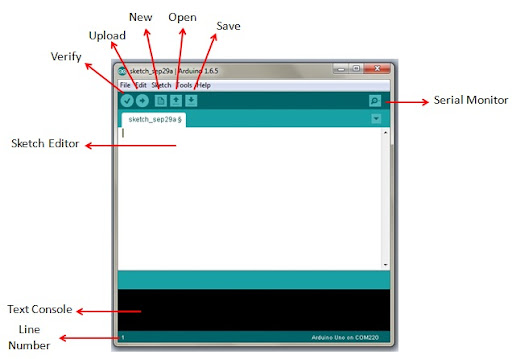 New
Open
Upload
Save
Verify
sketch_sep29a | Arduino 1.6.5
File Edit Sketch Tools Help
Serial Monitor
sketch_sep29a §
Sketch Editor
Text Console
Line
Number
1
Arduino Uno on COM220